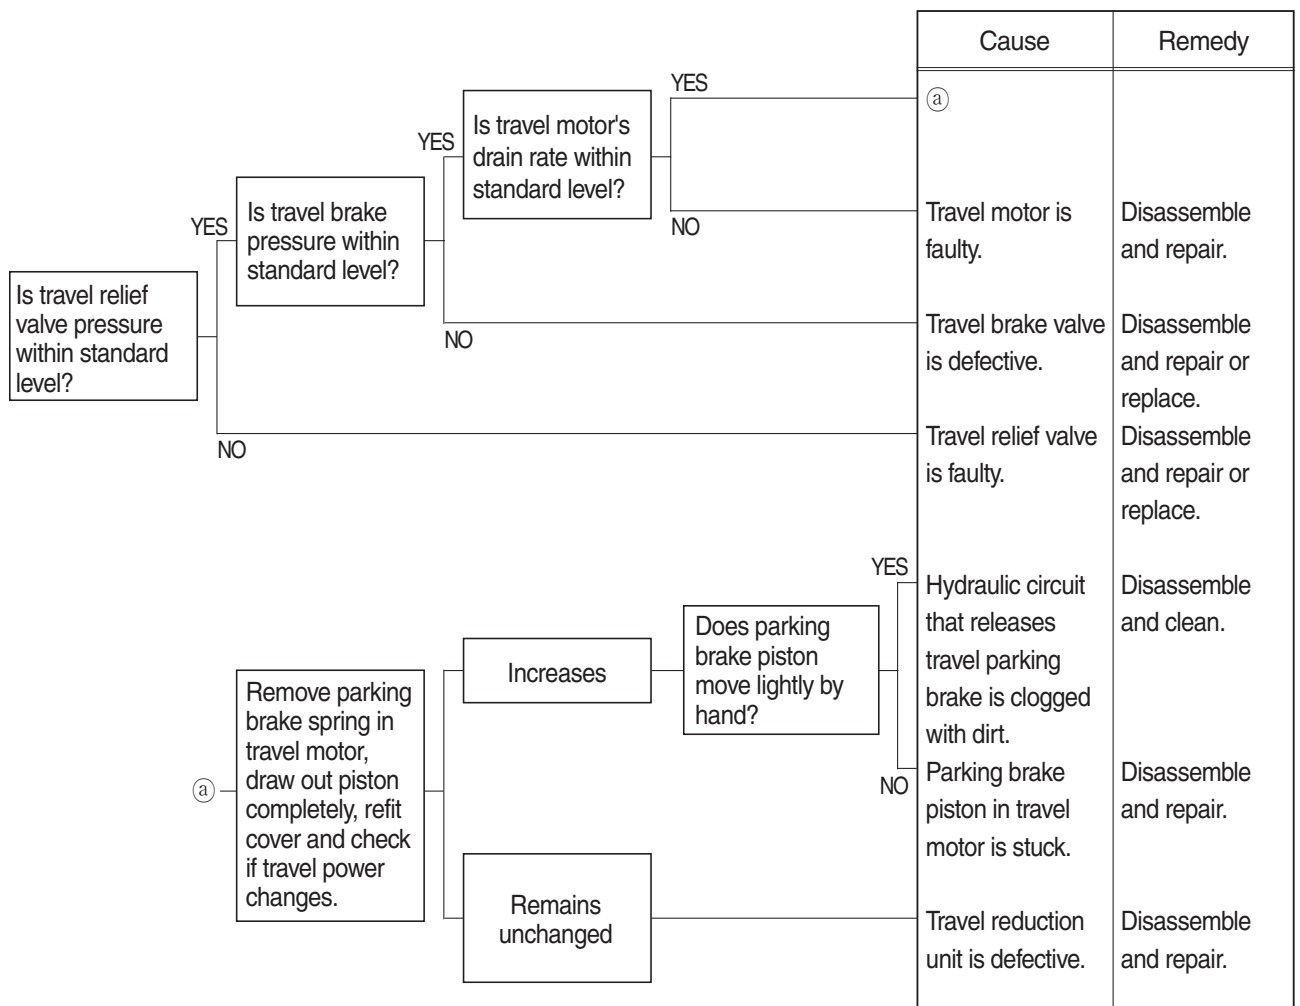 Cause
Remedy
YES
ⓐ
Is travel motor's
drain rate within
standard level?
YES
NO
Travel motor is
faulty.
Disassemble
and repair.
Is travel brake
pressure within
standard level?
YES
NO
Travel brake valve
is defective.
Disassemble
and repair or
replace.
Is travel relief
valve pressure
within standard
level?
NO
Travel relief valve
is faulty.
Disassemble
and repair or
replace.
ⓐ
Remove parking
brake spring in
travel motor,
draw out piston
completely, refit
cover and check
if travel power
changes.
Increases
Does parking
brake piston
move lightly by
hand?
YES
Hydraulic circuit
that releases
travel parking
brake is clogged
with dirt.
Disassemble
and clean.
NO
Parking brake
piston in travel
motor is stuck.
Disassemble
and repair.
Remains
unchanged
Travel reduction
unit is defective.
Disassemble
and repair.